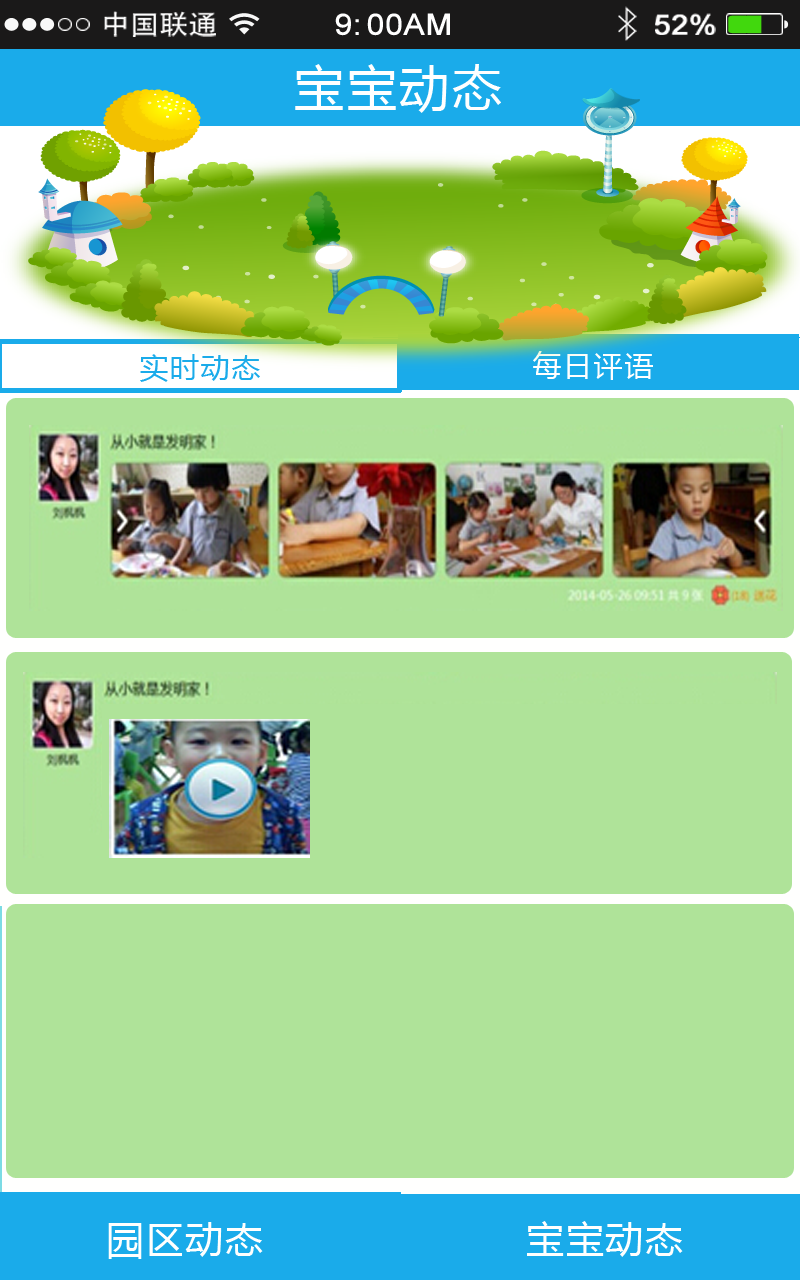 中国联通 9:00AM 52%
宝宝动态
实时动态 每日评语
从小就是发明家！
刘枫枫
2014-05-26 09:51 共 9 张 (18) 送花
从小就是发明家！
刘枫枫
园区动态 宝宝动态